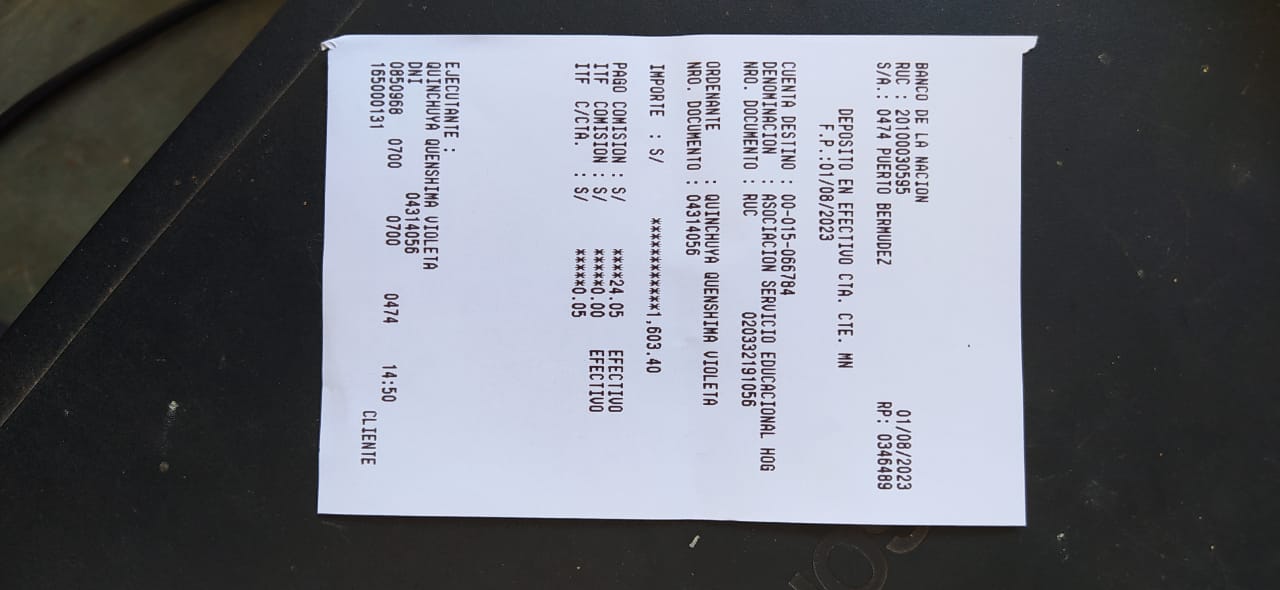 BANCO DE LA NACION
RUC : 20100030595 01/08/2023
S/A.: 0474 PUERTO BERMUDEZ RP: 0346489
DEPOSITO EN EFECTIVO CTA. CTE. MN
F.P.:01/08/2023
CUENTA DESTINO : 00-015-066784
DENOMINACION : ASOCIACION SERVICIO EDUCACIONAL HOG
NRO. DOCUMENTO : RUC 020332191056
ORDENANTE : QUINCHUYA QUENSHIMA VIOLETA
NRO. DOCUMENTO : 04314056
IMPORTE : S/ ************1,603.40
PAGO COMISION : S/ ****24.05 EFECTIVO
ITF COMISION : S/ *****0.00 EFECTIVO
ITF C/CTA. : S/ *****0.05
EJECUTANTE :
QUINCHUYA QUENSHIMA VIOLETA
DNI 04314056
0850968 0700 0700 0474 14:50
165000131 CLIENTE